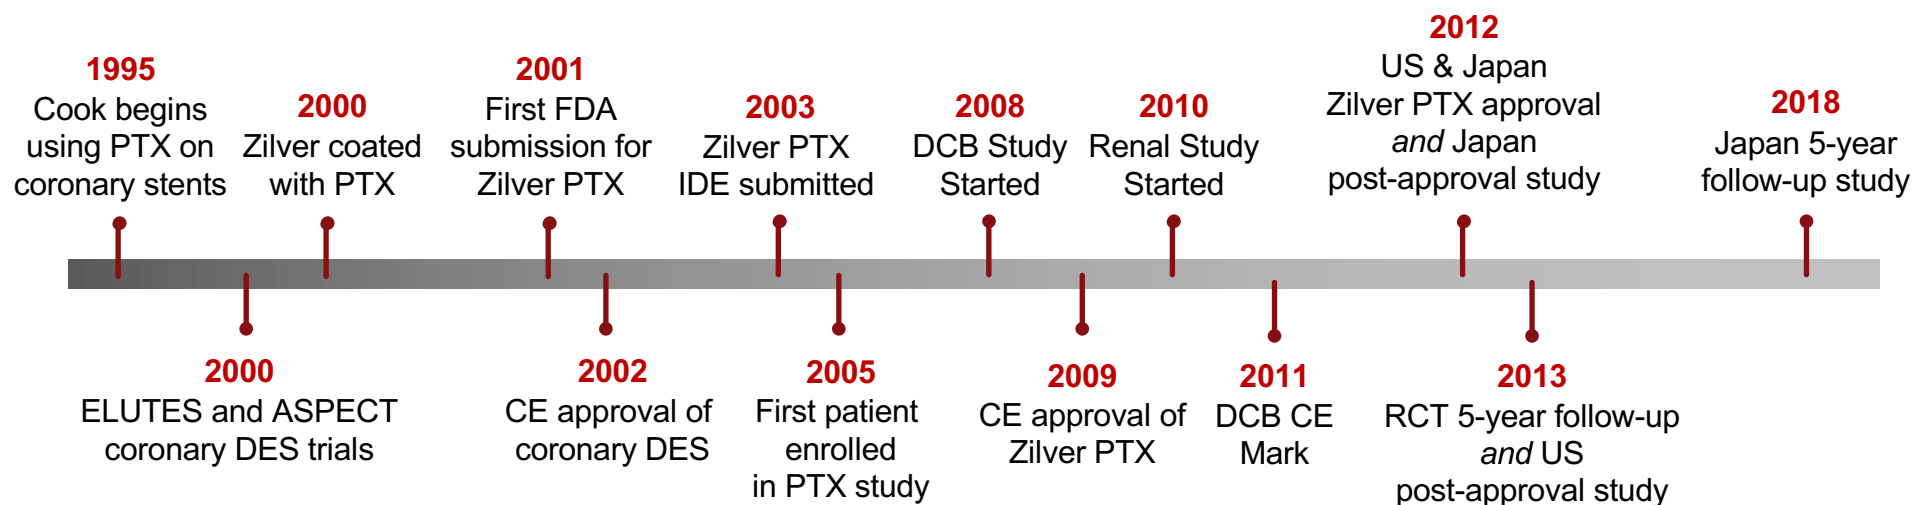 1995
Cook begins
using PTX on
coronary stents
2000
Zilver coated
with PTX
2001
First FDA
submission for
Zilver PTX
2003
Zilver PTX
IDE submitted
2008
DCB Study
Started
2010
Renal Study
Started
2012
US & Japan
Zilver PTX approval
and Japan
post-approval study
2018
Japan 5-year
follow-up study
2000
ELUTES and ASPECT
coronary DES trials
2002
CE approval of
coronary DES
2005
First patient
enrolled
in PTX study
2009
CE approval of
Zilver PTX
2011
DCB CE
Mark
2013
RCT 5-year follow-up
and US
post-approval study